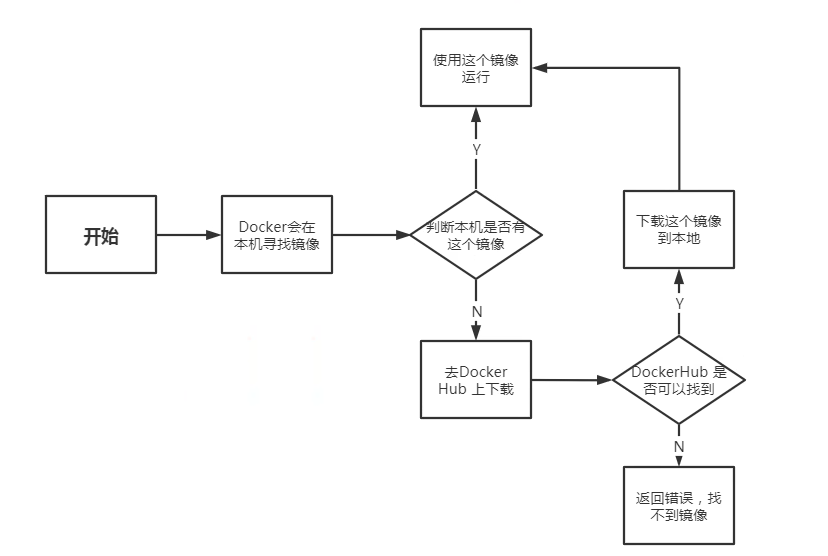 使用这个镜像
运行
Y
开始
Docker会在
本机寻找镜像
判断本机是否有
这个镜像
下载这个镜像
到本地
N
Y
去Docker
Hub 上下载
DockerHub 是
否可以找到
N
返回错误，找
不到镜像